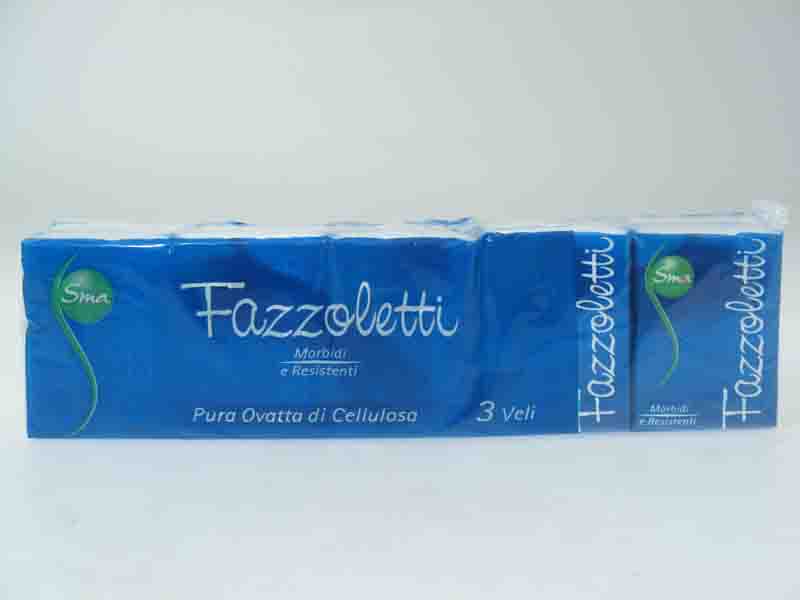 Sma
Fazzoletti
Morbidi
e Resistenti
Pura Ovatta di Cellulosa
3 Veli
Fazzoletti
Sma
Morbidi
e Resistenti
Fazzoletti